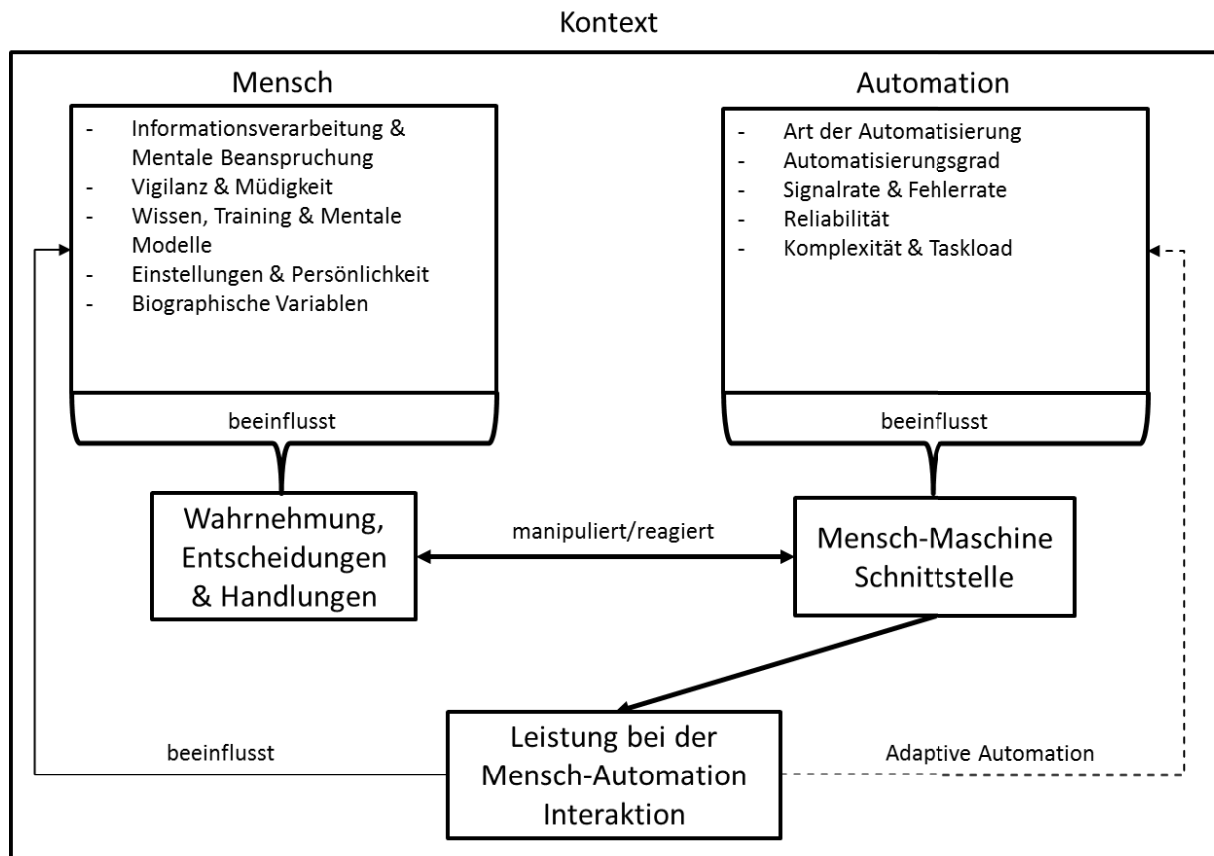 Kontext
Mensch
- Informationsverarbeitung &
Mentale Beanspruchung
- Vigilanz & Müdigkeit
- Wissen, Training & Mentale
Modelle
- Einstellungen & Persönlichkeit
- Biographische Variablen
beeinflusst
Automation
- Art der Automatisierung
- Automatisierungsgrad
- Signalrate & Fehlerrate
- Reliabilität
- Komplexität & Taskload
beeinflusst
Wahrnehmung,
Entscheidungen
& Handlungen
manipuliert/reagiert
Mensch-Maschine
Schnittstelle
beeinflusst
Leistung bei der
Mensch-Automation
Interaktion
Adaptive Automation